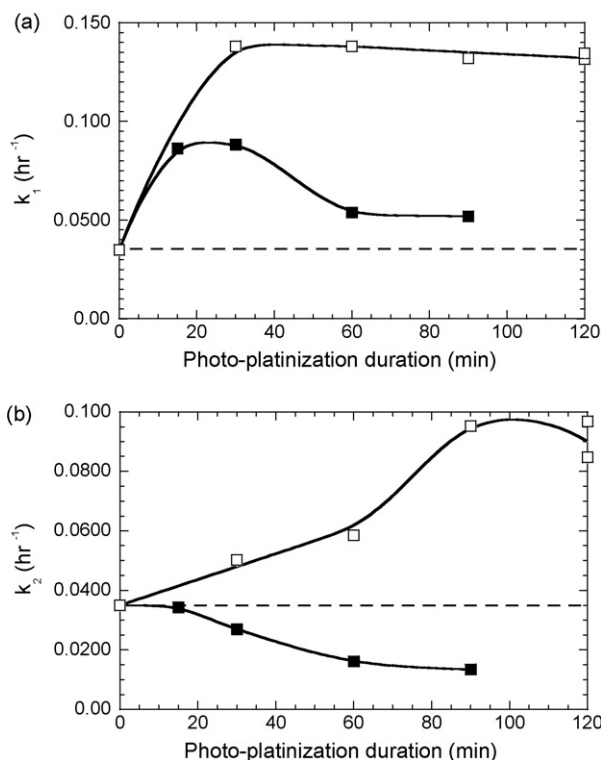 (a)
0.150
0.100
0.0500
0.00
k1 (hr-1)
0 20 40 60 80 100 120
Photo-platinization duration (min)
(b)
0.100
0.0800
0.0600
0.0400
0.0200
0.00
k2 (hr-1)
0 20 40 60 80 100 120
Photo-platinization duration (min)